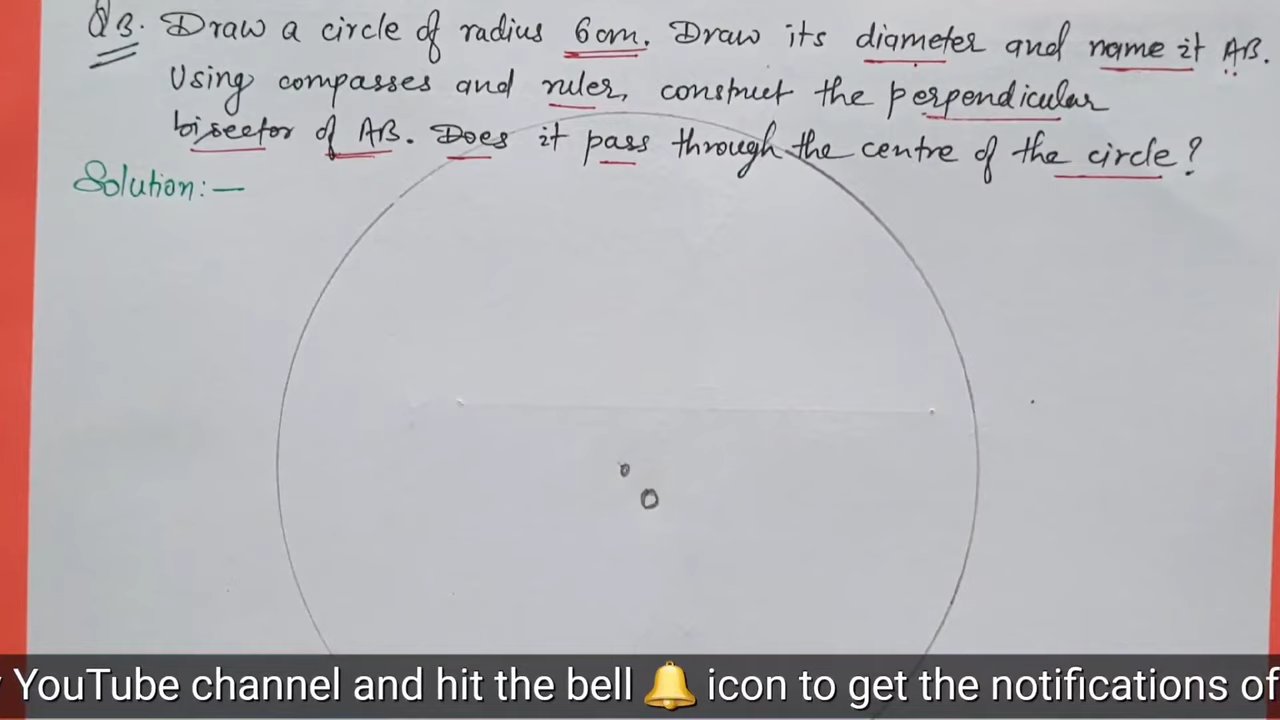 Q3. Draw a circle of radius 6cm. Draw its diameter and name it AB.
Using compasses and ruler, construct the perpendicular
bisector of AB. Does it pass through the centre of the circle?
Solution:—
O
YouTube channel and hit the bell 🔔 icon to get the notifications of